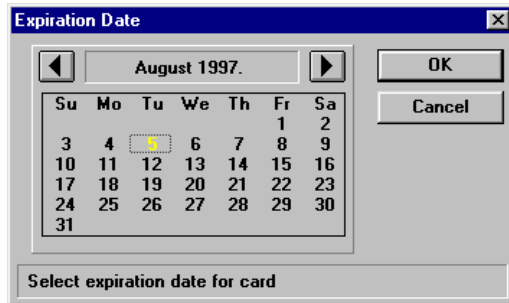 Expiration Date
August 1997.
OK
Cancel
Su Mo Tu We Th Fr Sa
1 2
3 4 5 6 7 8 9
10 11 12 13 14 15 16
17 18 19 20 21 22 23
24 25 26 27 28 29 30
31
Select expiration date for card